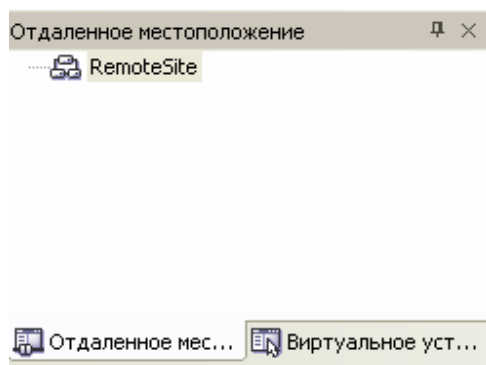 Отдаленное местоположение
RemoteSite
Отдаленное мес... Виртуальное уст...